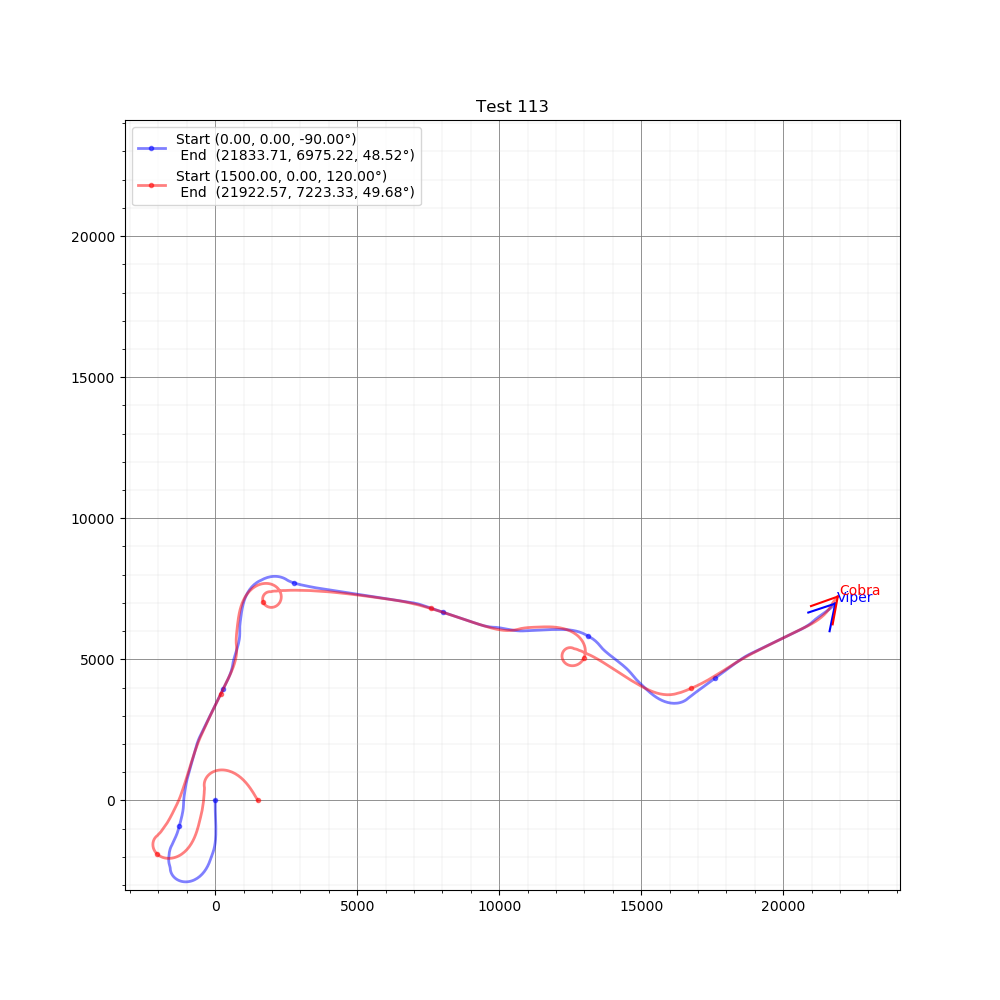 Test 113
Start (0.00, 0.00, -90.00°)
End  (21833.71, 6975.22, 48.52°)
Start (1500.00, 0.00, 120.00°)
End  (21922.57, 7223.33, 49.68°)
20000
15000
10000
5000
0
Cobra
Viper
0 5000 10000 15000 20000